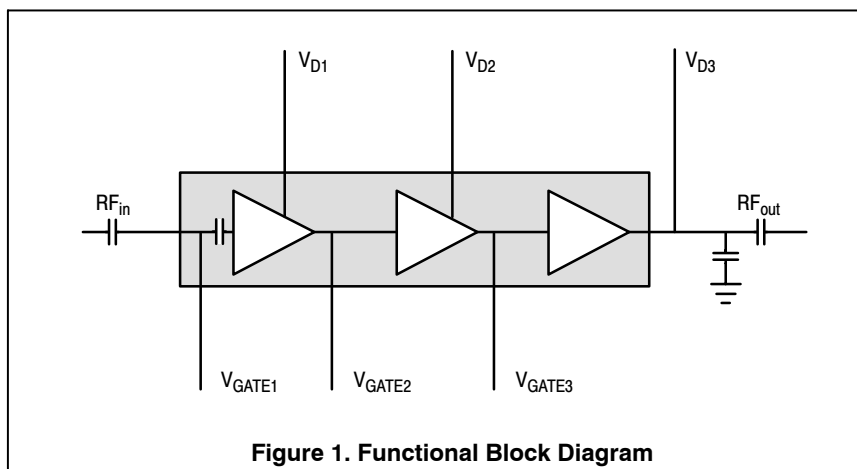 V_D1 V_D2 V_D3
RF_in RF_out
V_GATE1 V_GATE2 V_GATE3
Figure 1. Functional Block Diagram